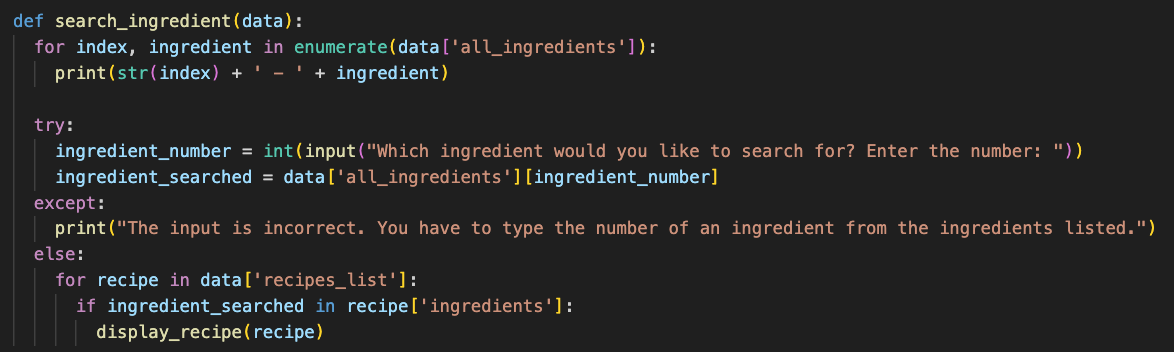 def search_ingredient(data):
  for index, ingredient in enumerate(data['all_ingredients']):
    print(str(index) + ' - ' + ingredient)

  try:
    ingredient_number = int(input("Which ingredient would you like to search for? Enter the number: "))
    ingredient_searched = data['all_ingredients'][ingredient_number]
  except:
    print("The input is incorrect. You have to type the number of an ingredient from the ingredients listed.")
  else:
    for recipe in data['recipes_list']:
      if ingredient_searched in recipe['ingredients']:
        display_recipe(recipe)